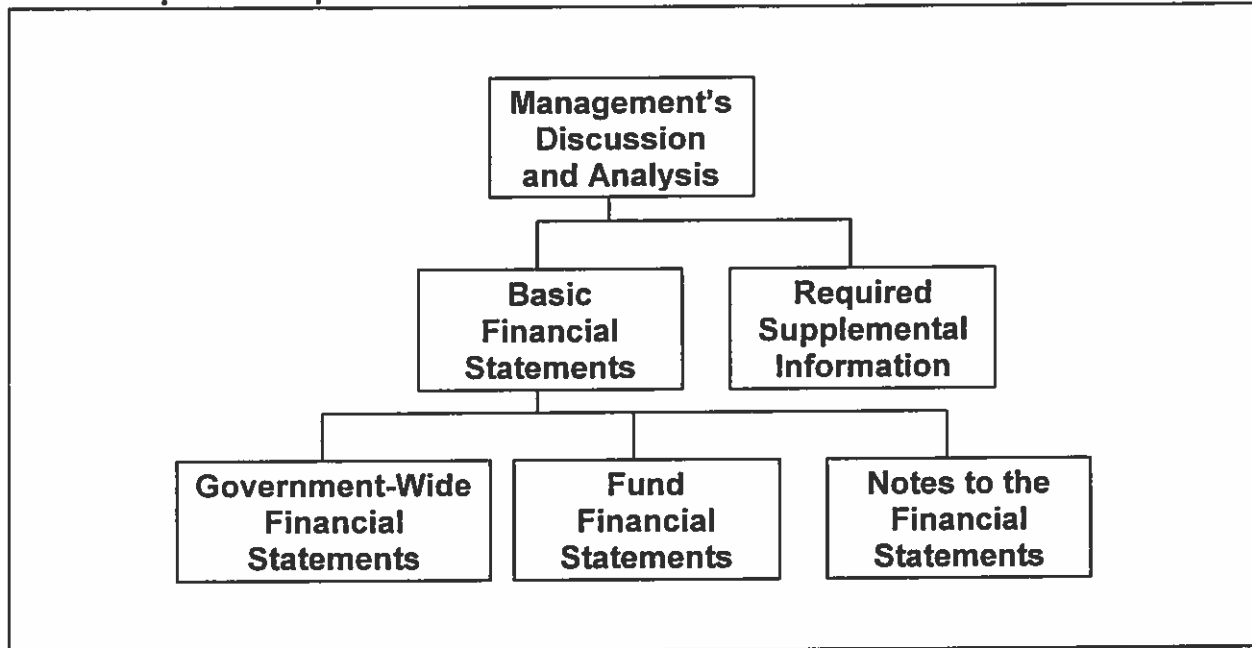 Management's
Discussion
and Analysis
Basic
Financial
Statements
Required
Supplemental
Information
Government-Wide
Financial
Statements
Fund
Financial
Statements
Notes to the
Financial
Statements